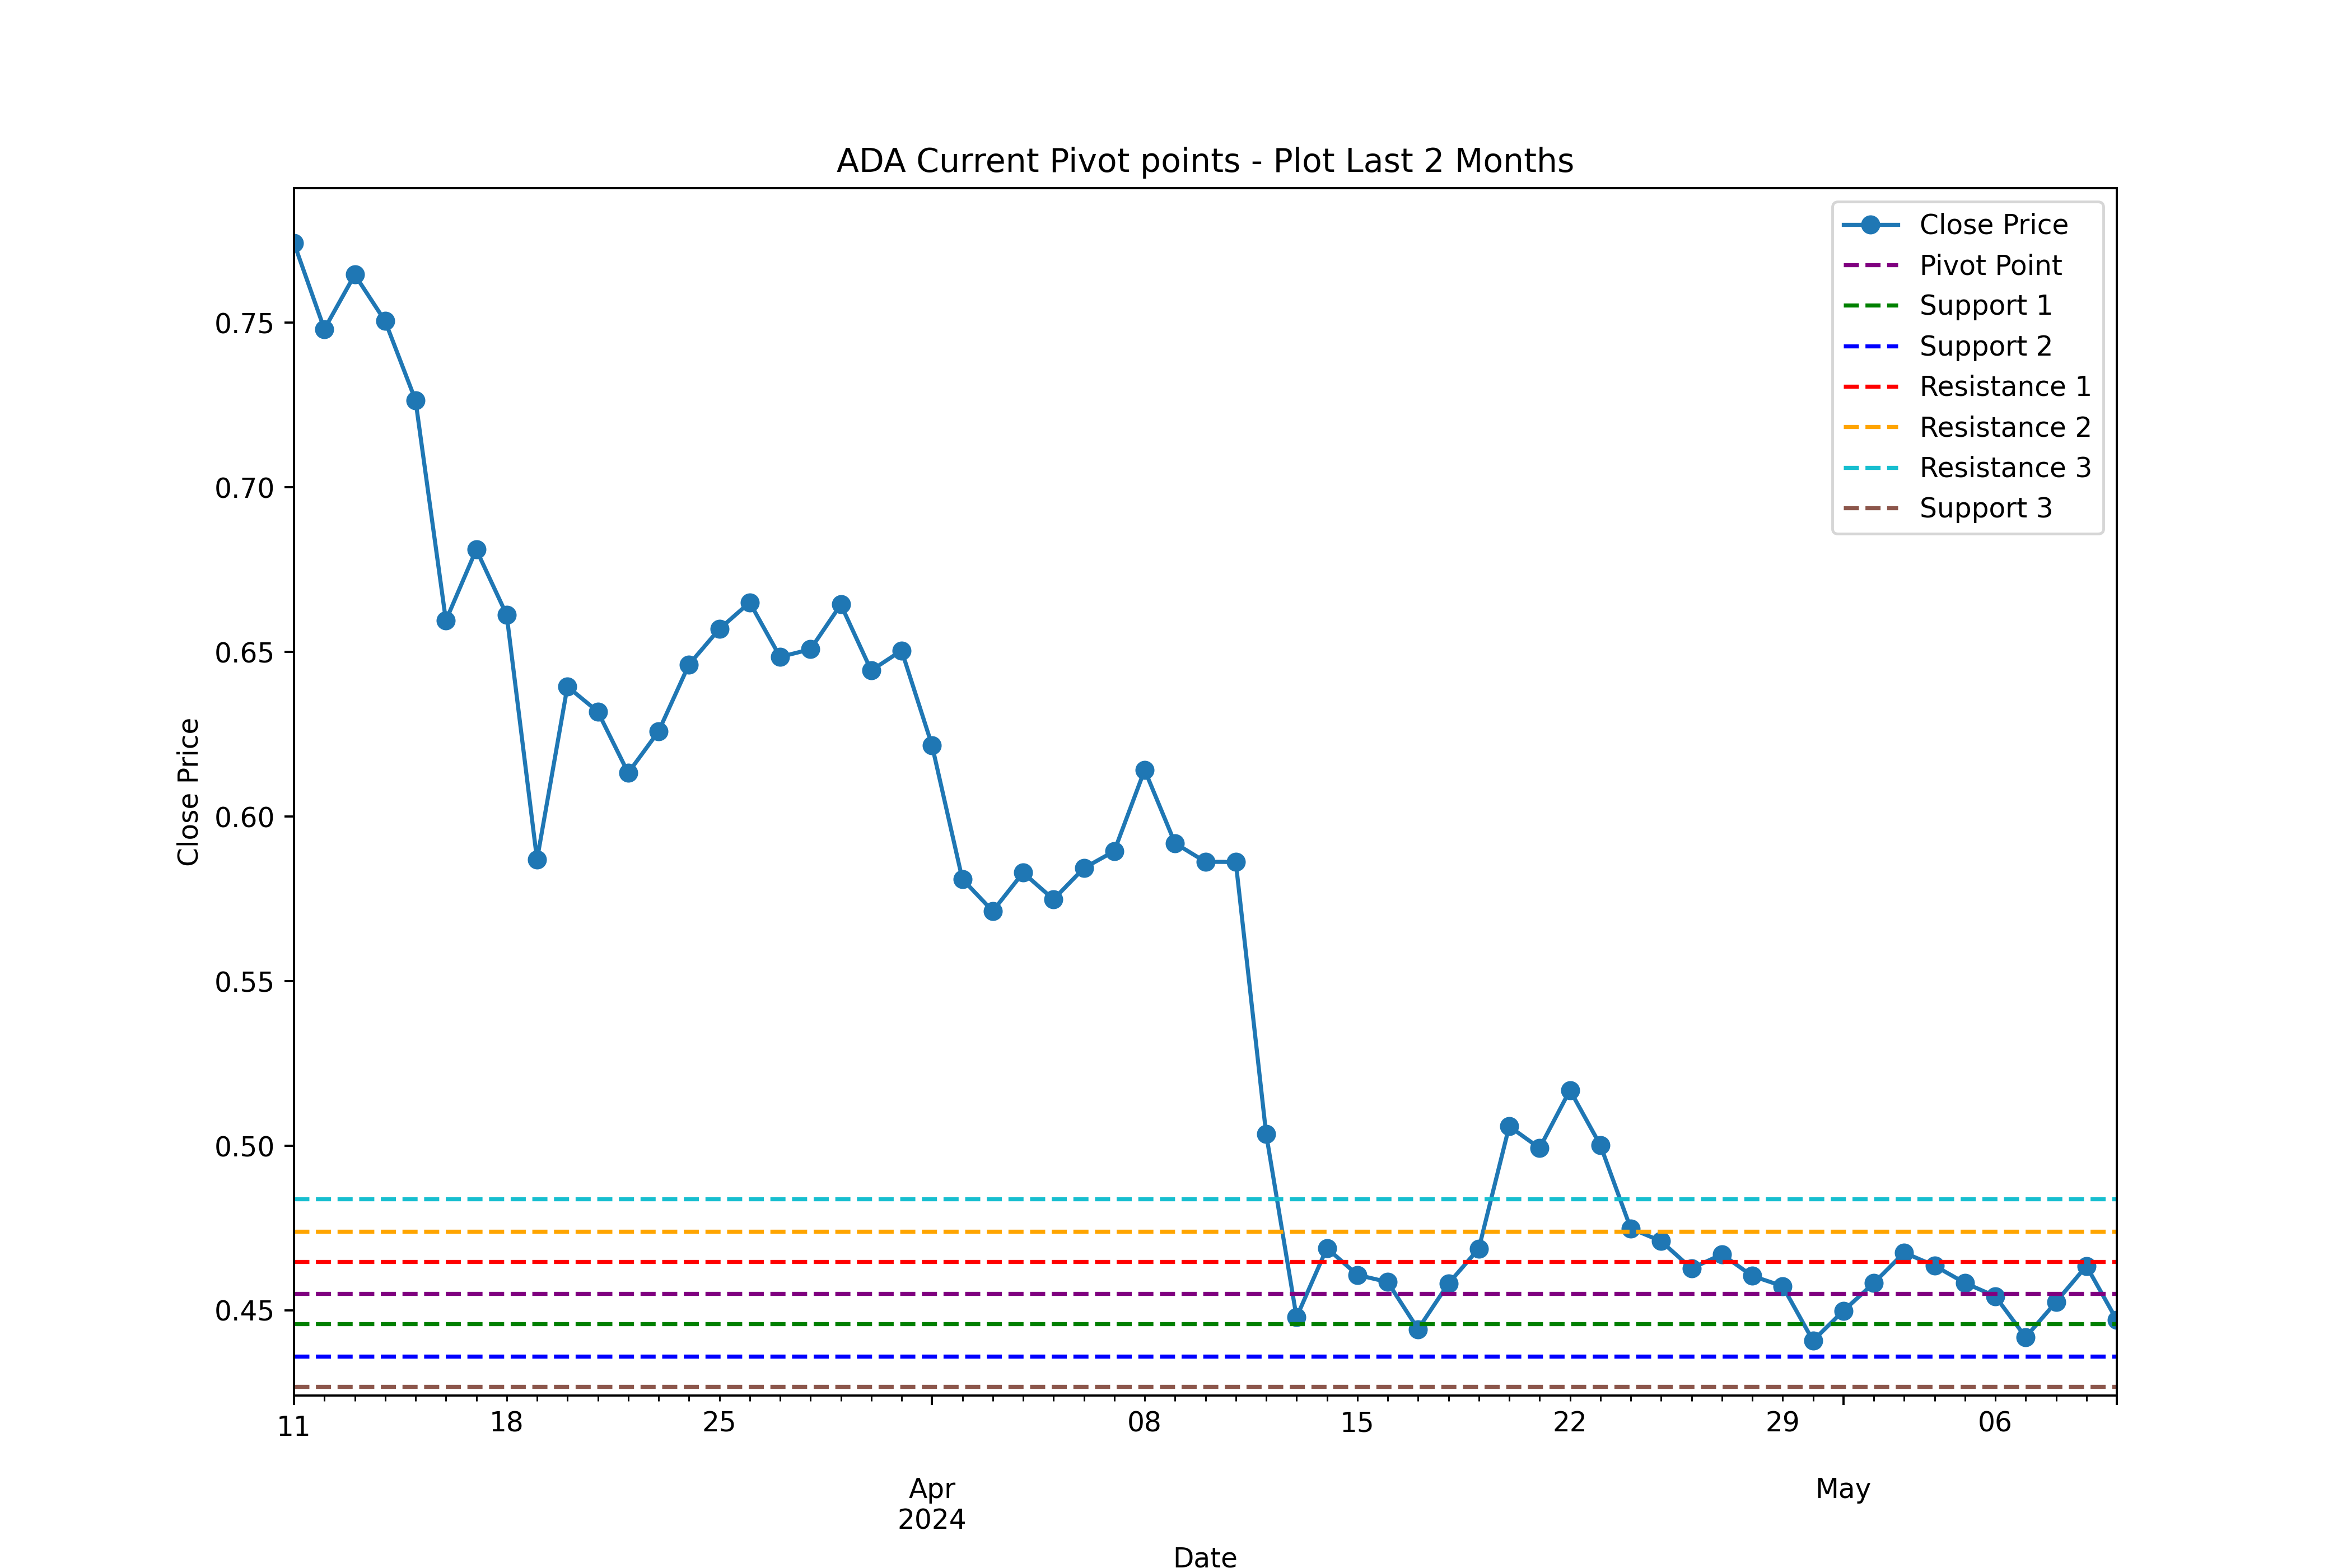 ADA Current Pivot points - Plot Last 2 Months
Close Price
Pivot Point
Support 1
Support 2
Resistance 1
Resistance 2
Resistance 3
Support 3
Close Price
0.75
0.70
0.65
0.60
0.55
0.50
0.45
11
18
25
08
15
22
29
06
Apr
2024
May
Date